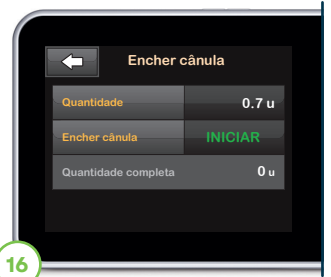 Encher cânula
Quantidade 0.7 u
Encher cânula INICIAR
Quantidade completa 0 u
16